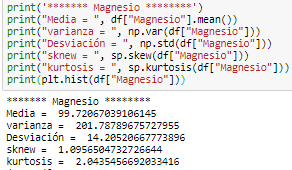 print('******* Magnesio ********')
print("Media = ", df["Magnesio"].mean())
print("varianza = ", np.var(df["Magnesio"]))
print("Desviación = ", np.std(df["Magnesio"]))
print("sknew = ", sp.skew(df["Magnesio"]))
print("kurtosis = ", sp.kurtosis(df["Magnesio"]))
print(plt.hist(df["Magnesio"]))
******* Magnesio ********
Media =  99.72067039106145
varianza =  201.78789675727955
Desviación =  14.20520667773896
sknew =  1.0956504732726644
kurtosis =  2.0435456692033416